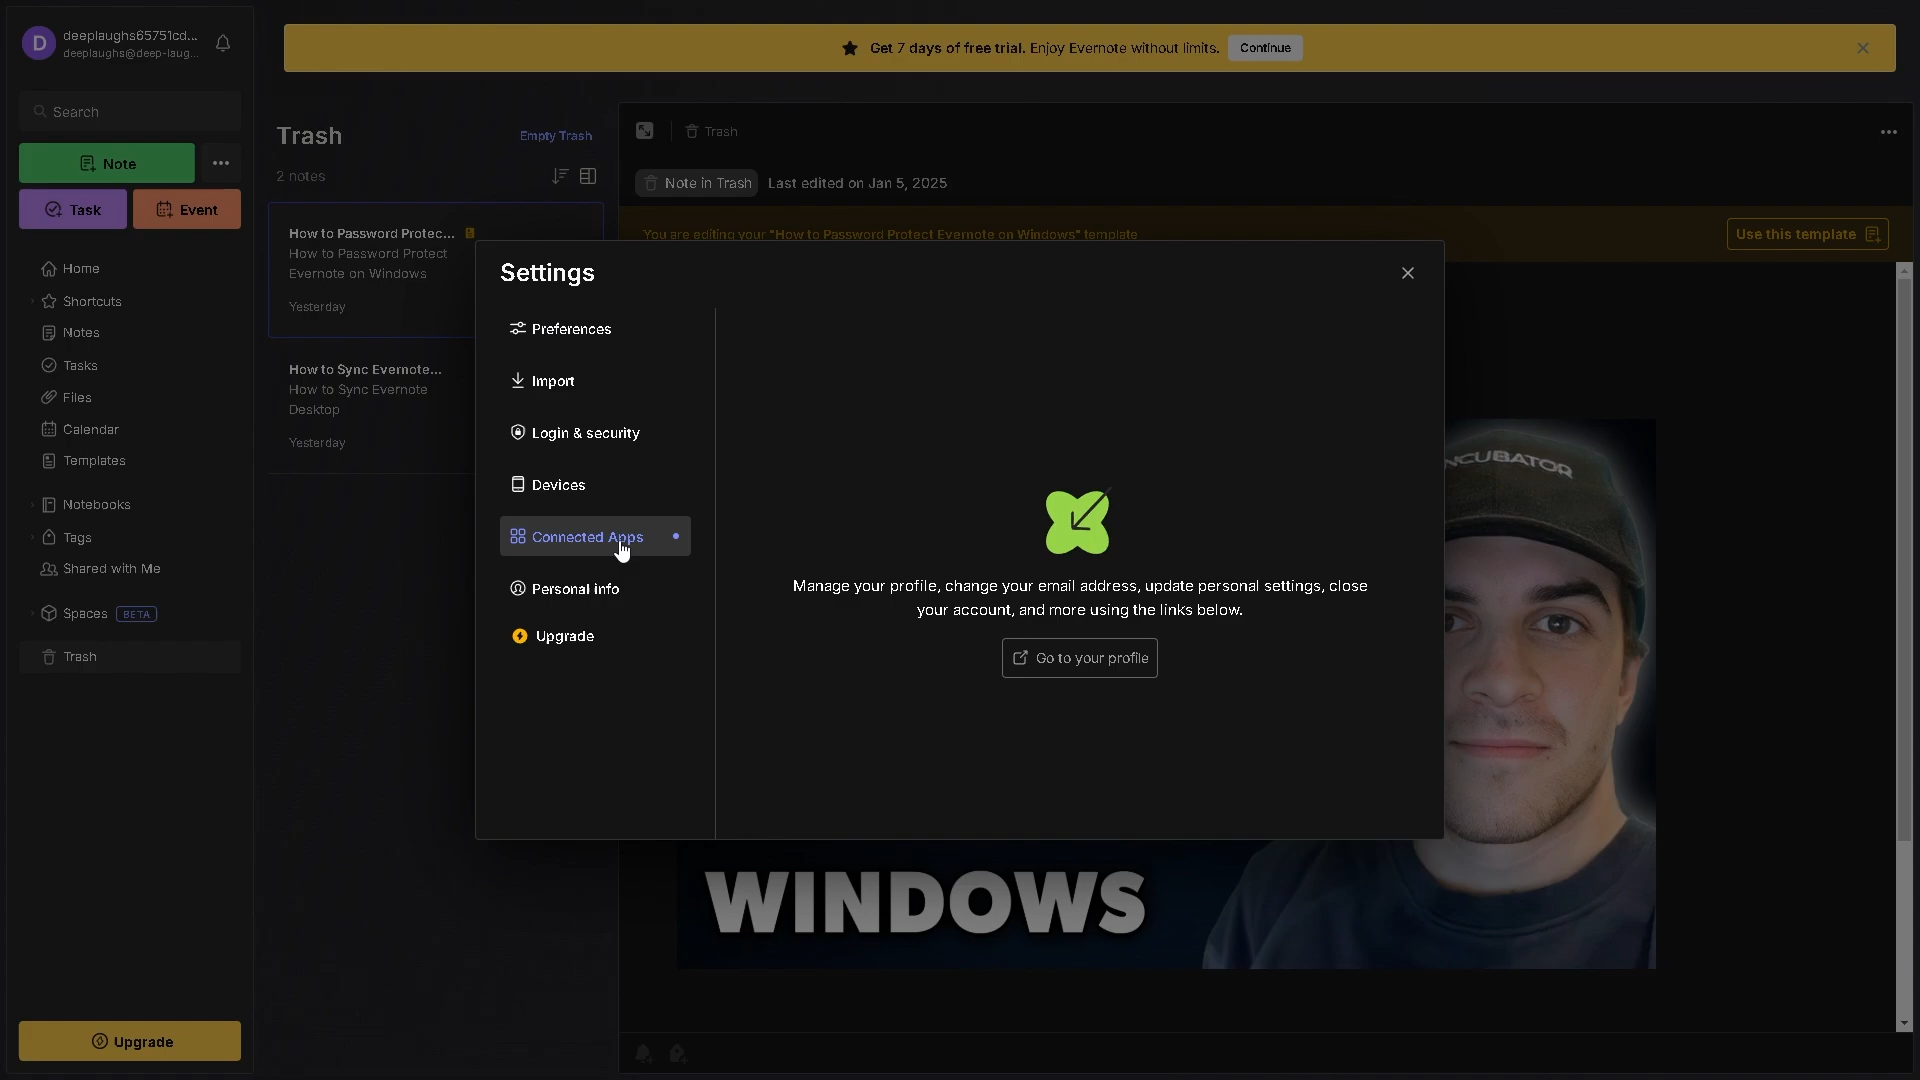 D
deeplaughs65751cd...
deeplaughs@deep-laug...
Search
Note
Task
Event
Home
Shortcuts
Notes
Tasks
Files
Calendar
Templates
Notebooks
Tags
Shared with Me
Spaces BETA
Trash
Upgrade
Get 7 days of free trial. Enjoy Evernote without limits. Continue
Trash
Empty Trash
2 notes
How to Password Protec...
How to Password Protect
Evernote on Windows
Yesterday
How to Sync Evernote...
How to Sync Evernote
Desktop
Yesterday
Trash
Note in Trash Last edited on Jan 5, 2025
You are editing your "How to Password Protect Evernote on Windows" template
Use this template
Settings
Preferences
Import
Login & security
Devices
Connected Apps
Personal info
Upgrade
Manage your profile, change your email address, update personal settings, close
your account, and more using the links below.
Go to your profile
NCUBATOR
WINDOWS